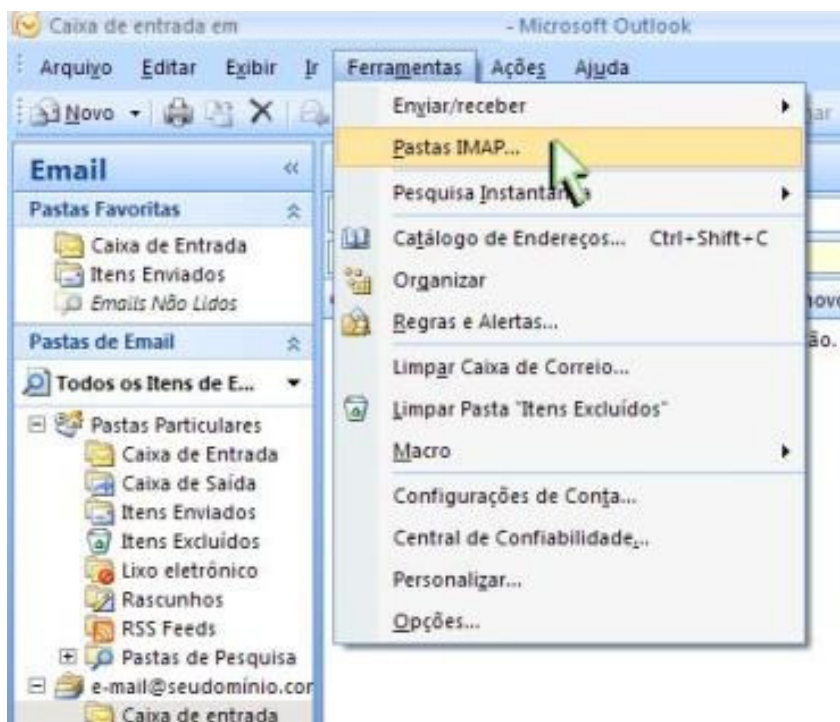 Caixa de entrada em - Microsoft Outlook
Arquivo Editar Exibir Ir Ferramentas Ações Ajuda
Novo
Enviar/receber
Pastas IMAP...
Pesquisa Instantânea
Catálogo de Endereços... Ctrl+Shift+C
Organizar
Regras e Alertas...
Limpar Caixa de Correio...
Limpar Pasta "Itens Excluídos"
Macro
Configurações de Conta...
Central de Confiabilidade...
Personalizar...
Opções...
Email
Pastas Favoritas
Caixa de Entrada
Itens Enviados
Emails Não Lidos
Pastas de Email
Todos os Itens de E...
Pastas Particulares
Caixa de Entrada
Caixa de Saída
Itens Enviados
Itens Excluídos
Lixo eletrônico
Rascunhos
RSS Feeds
Pastas de Pesquisa
e-mail@seudomínio.cor
Caixa de entrada
ão.